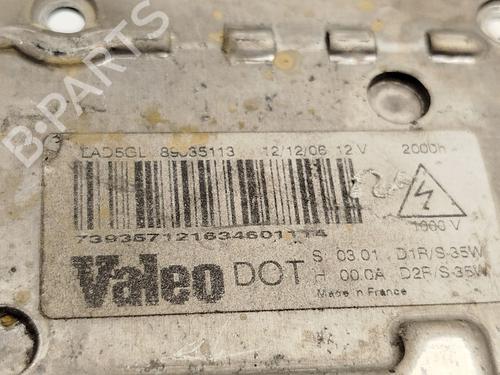 B-PARTS
LAD5GL 89035113 12/12/06 12 V 2000h
1000 V
739357121634601114
Valeo DOT
S: 03.01 D1R/S-35W
H: 00.0A D2R/S-35W
Made in France